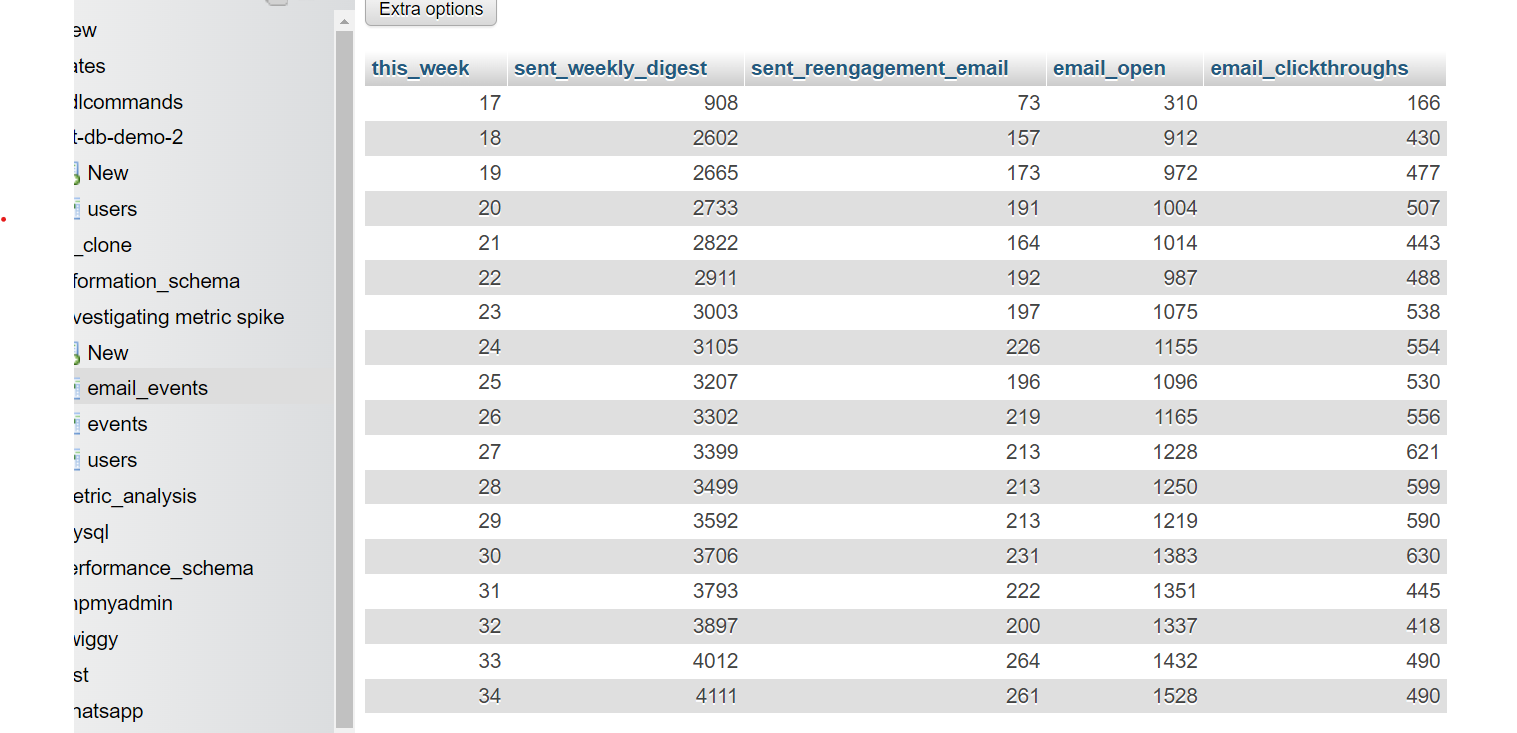 Extra options
ew
ates
dlcommands
t-db-demo-2
New
users
_clone
formation_schema
vestigating metric spike
New
email_events
events
users
etric_analysis
ysql
erformance_schema
hpmyadmin
wiggy
st
hatsapp
this_week sent_weekly_digest sent_reengagement_email email_open email_clickthroughs
17 908 73 310 166
18 2602 157 912 430
19 2665 173 972 477
20 2733 191 1004 507
21 2822 164 1014 443
22 2911 192 987 488
23 3003 197 1075 538
24 3105 226 1155 554
25 3207 196 1096 530
26 3302 219 1165 556
27 3399 213 1228 621
28 3499 213 1250 599
29 3592 213 1219 590
30 3706 231 1383 630
31 3793 222 1351 445
32 3897 200 1337 418
33 4012 264 1432 490
34 4111 261 1528 490